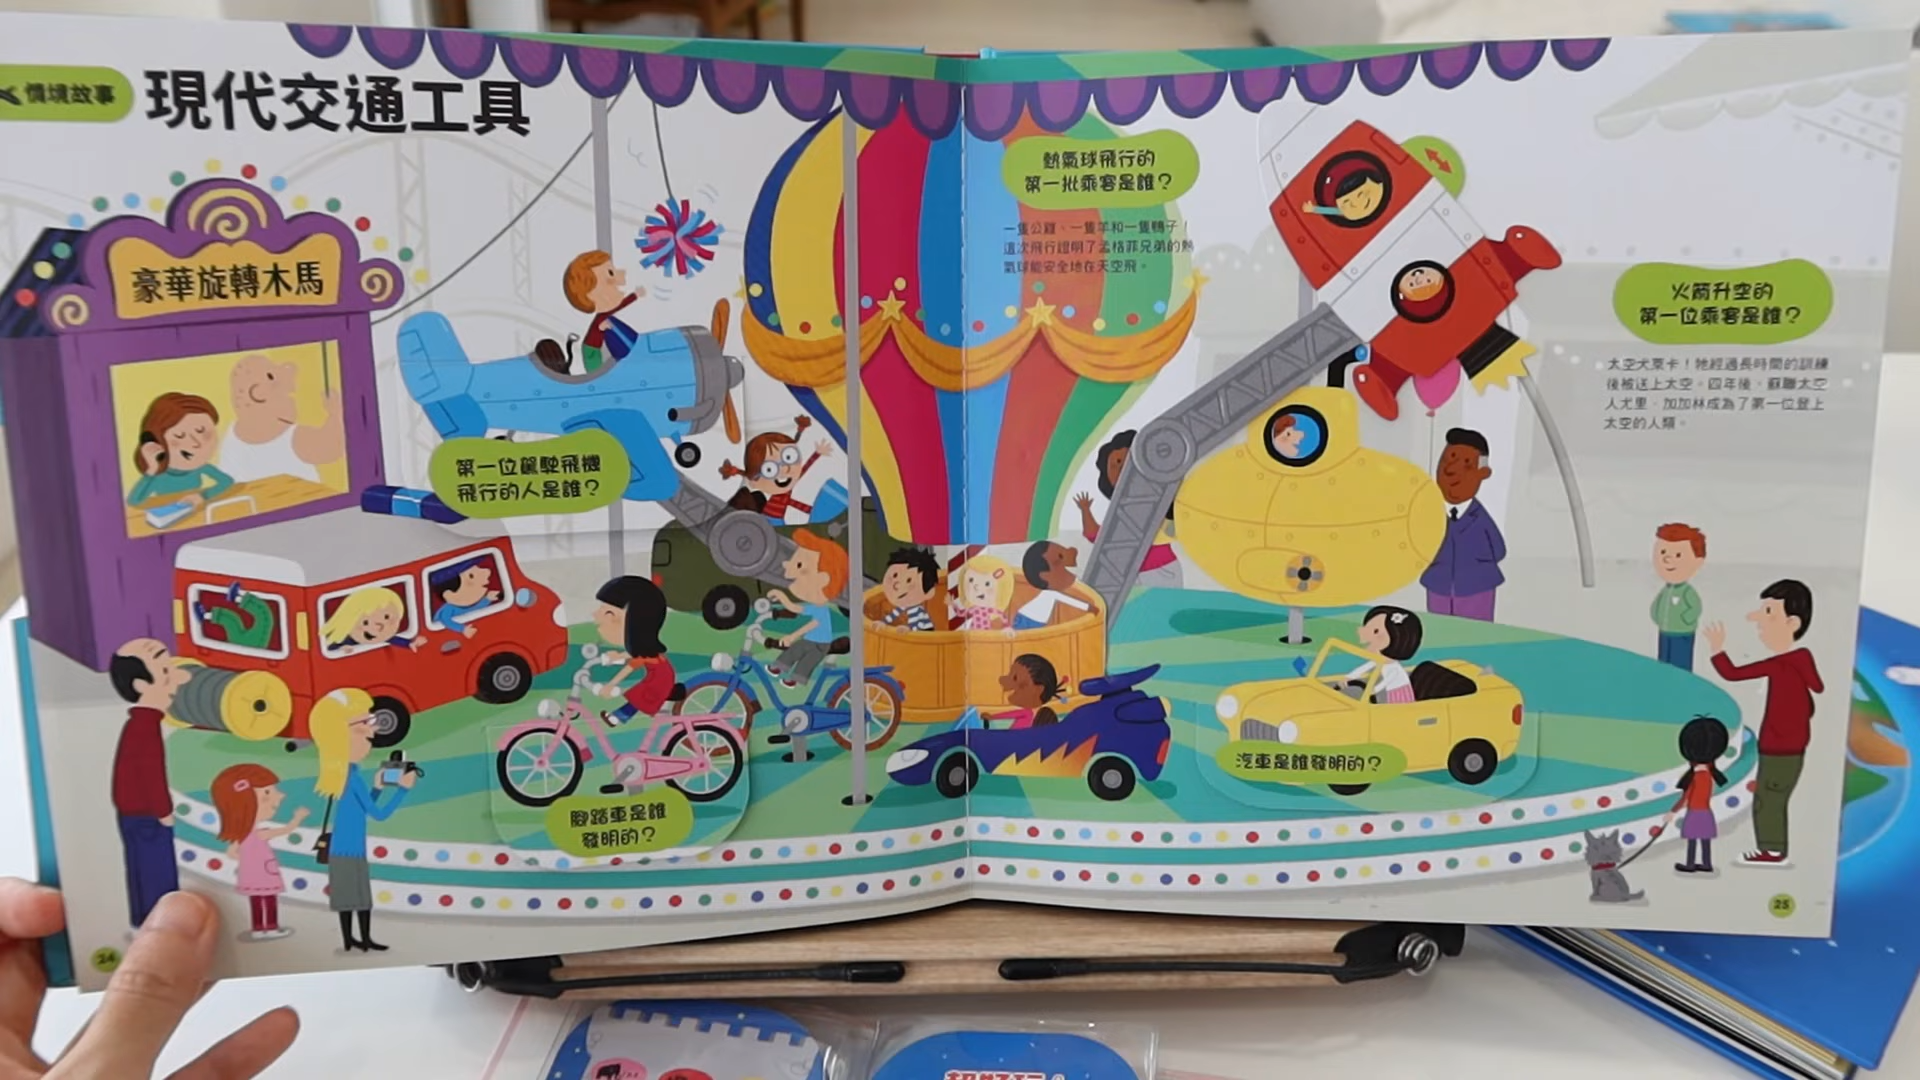 情境故事
現代交通工具
豪華旋轉木馬
第一位駕駛飛機
飛行的人是誰？
熱氣球飛行的
第一批乘客是誰？
一隻公雞、一隻羊和一隻鴨子！
這次飛行證明了孟格菲兄弟的熱
氣球能安全地在天空飛。
火箭升空的
第一位乘客是誰？
太空犬萊卡！牠經過長時間的訓練
後被送上太空。四年後，蘇聯太空
人尤里．加加林成為了第一位登上
太空的人類。
腳踏車是誰
發明的？
汽車是誰發明的？
24
25